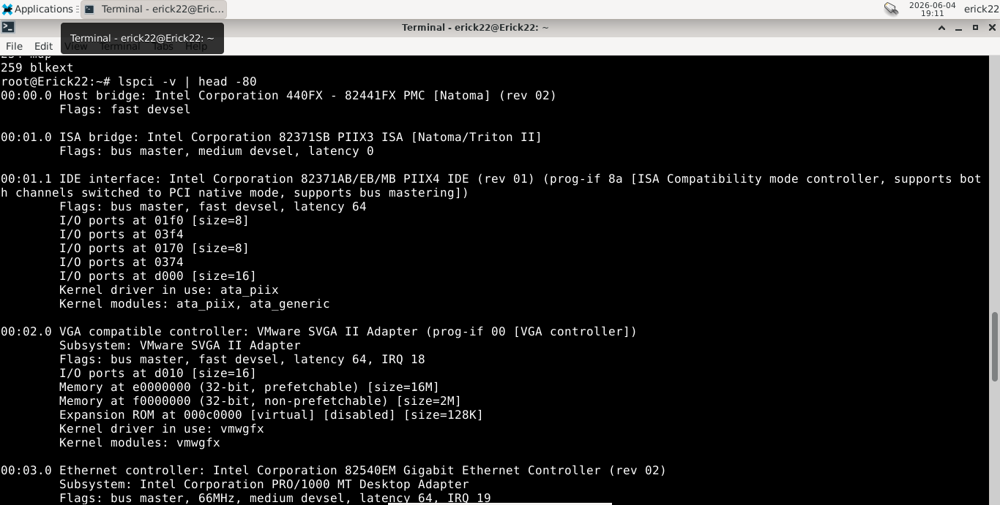 Applications
Terminal - erick22@Eric...
2026-06-04
19:11
erick22
Terminal - erick22@Erick22: ~
Terminal - erick22@Erick22: ~
File Edit View Terminal Tabs Help
259 blkext
root@Erick22:~# lspci -v | head -80
00:00.0 Host bridge: Intel Corporation 440FX - 82441FX PMC [Natoma] (rev 02)
Flags: fast devsel
00:01.0 ISA bridge: Intel Corporation 82371SB PIIX3 ISA [Natoma/Triton II]
Flags: bus master, medium devsel, latency 0
00:01.1 IDE interface: Intel Corporation 82371AB/EB/MB PIIX4 IDE (rev 01) (prog-if 8a [ISA Compatibility mode controller, supports bot
h channels switched to PCI native mode, supports bus mastering])
Flags: bus master, fast devsel, latency 64
I/O ports at 01f0 [size=8]
I/O ports at 03f4
I/O ports at 0170 [size=8]
I/O ports at 0374
I/O ports at d000 [size=16]
Kernel driver in use: ata_piix
Kernel modules: ata_piix, ata_generic
00:02.0 VGA compatible controller: VMware SVGA II Adapter (prog-if 00 [VGA controller])
Subsystem: VMware SVGA II Adapter
Flags: bus master, fast devsel, latency 64, IRQ 18
I/O ports at d010 [size=16]
Memory at e0000000 (32-bit, prefetchable) [size=16M]
Memory at f0000000 (32-bit, non-prefetchable) [size=2M]
Expansion ROM at 000c0000 [virtual] [disabled] [size=128K]
Kernel driver in use: vmwgfx
Kernel modules: vmwgfx
00:03.0 Ethernet controller: Intel Corporation 82540EM Gigabit Ethernet Controller (rev 02)
Subsystem: Intel Corporation PRO/1000 MT Desktop Adapter
Flags: bus master, 66MHz, medium devsel, latency 64, IRQ 19